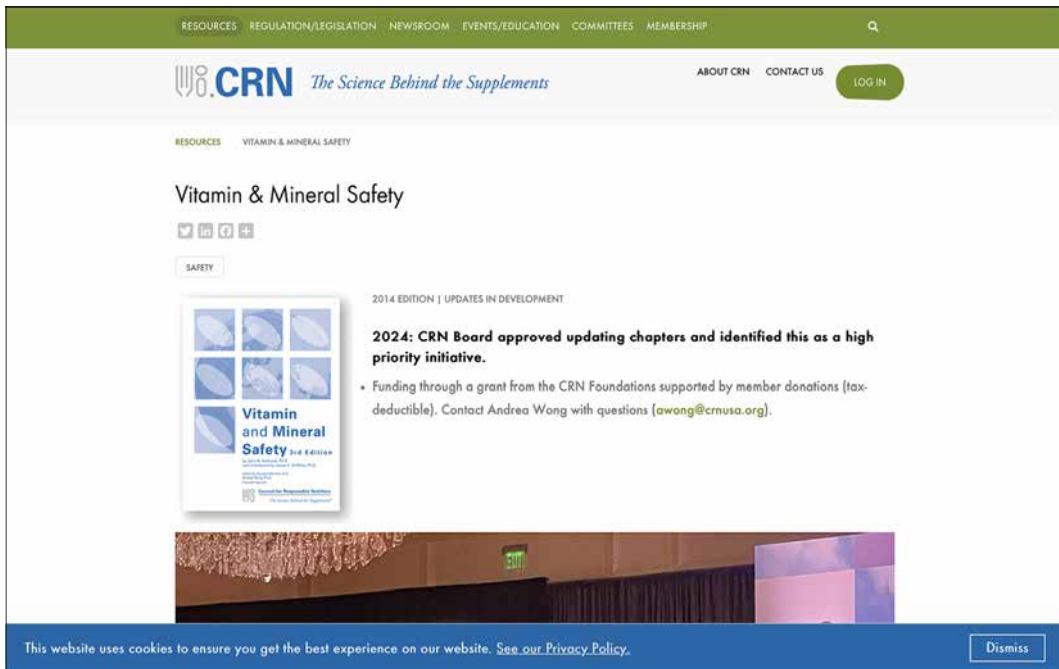 RESOURCES REGULATION/LEGISLATION NEWSROOM EVENTS/EDUCATION COMMITTEES MEMBERSHIP
.CRN The Science Behind the Supplements
ABOUT CRN CONTACT US LOG IN
RESOURCES VITAMIN & MINERAL SAFETY
Vitamin & Mineral Safety
SAFETY
2014 EDITION | UPDATES IN DEVELOPMENT
2024: CRN Board approved updating chapters and identified this as a high
priority initiative.
• Funding through a grant from the CRN Foundations supported by member donations (tax-
deductible). Contact Andrea Wong with questions (awong@crnusa.org).
Vitamin
and Mineral
Safety 3rd Edition
Council for Responsible Nutrition
The Science Behind the Supplements
EXIT
This website uses cookies to ensure you get the best experience on our website. See our Privacy Policy.
Dismiss